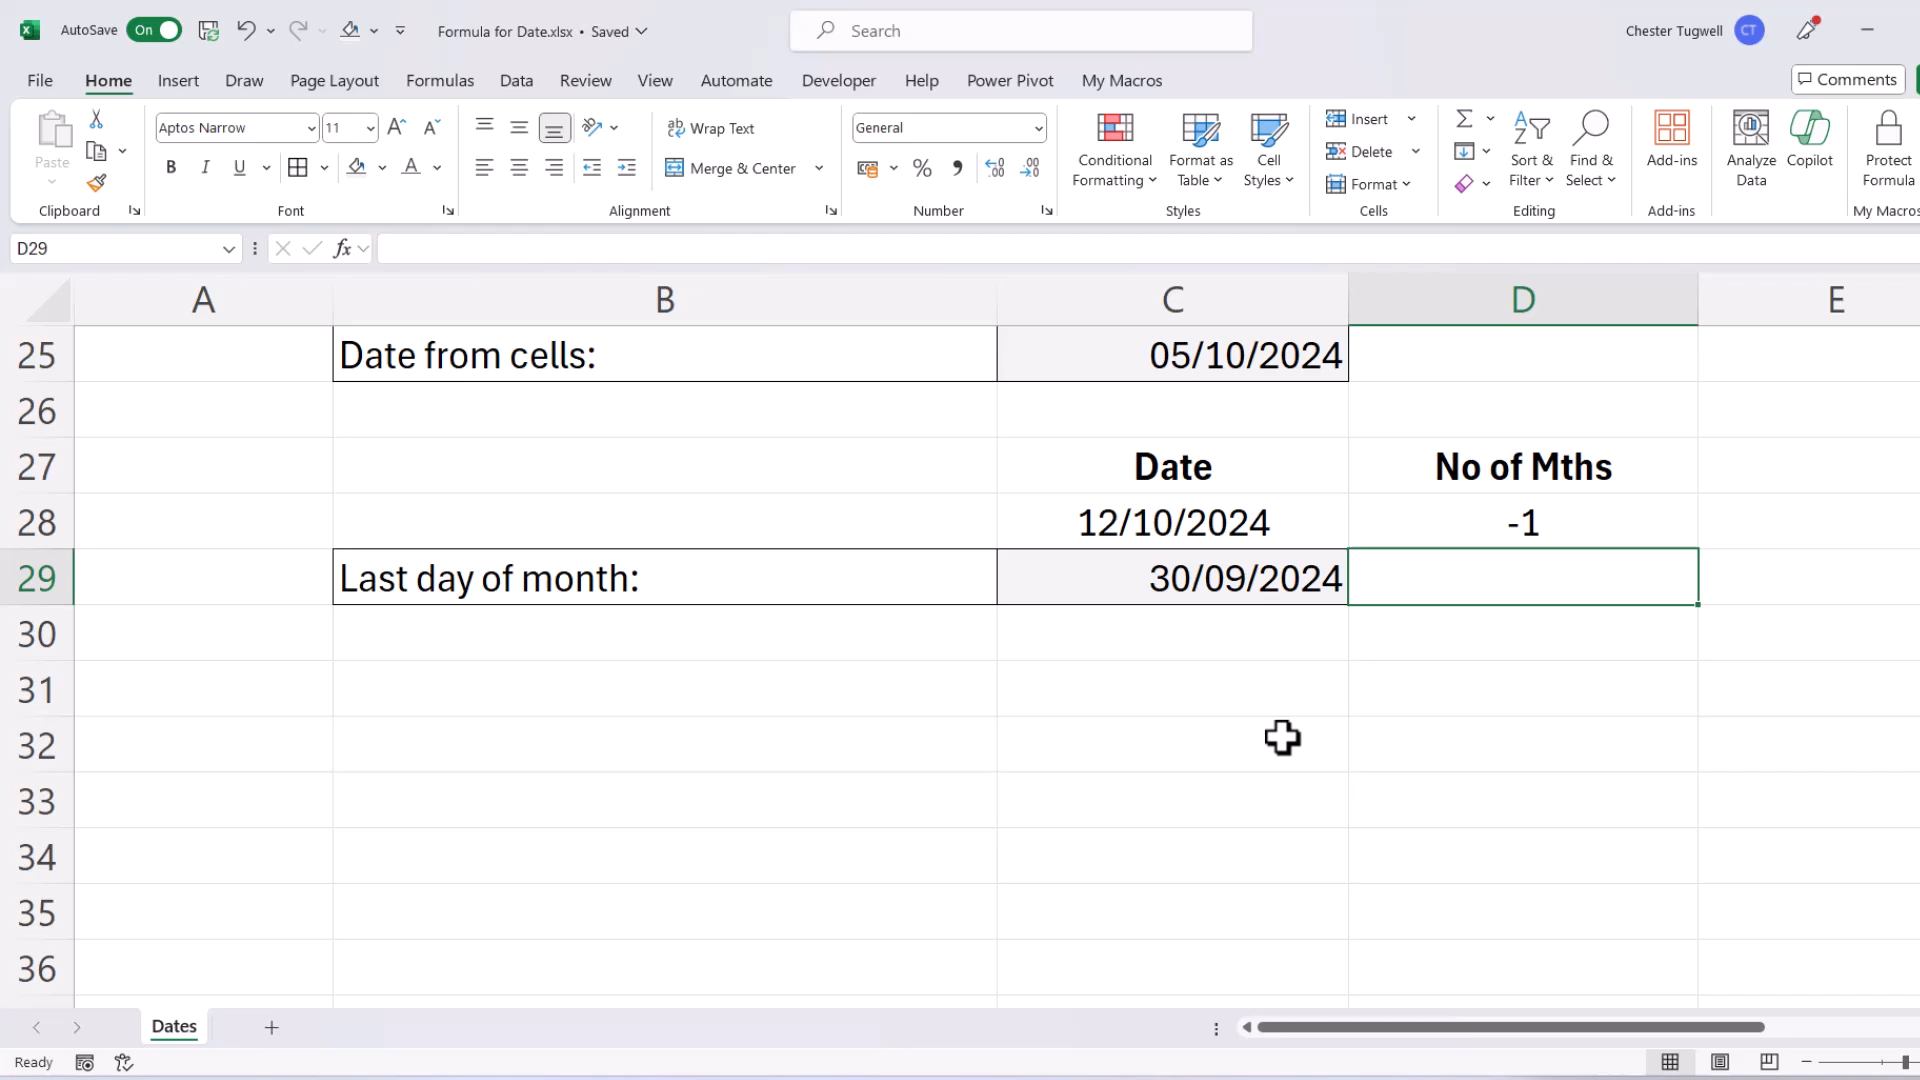 AutoSave On Formula for Date.xlsx • Saved Search Chester Tugwell CT
File Home Insert Draw Page Layout Formulas Data Review View Automate Developer Help Power Pivot My Macros Comments
Paste
Clipboard
Aptos Narrow 11
B I U A
Font
Wrap Text
Merge & Center
Alignment
General
Number
Conditional Formatting
Format as Table
Cell Styles
Styles
Insert
Delete
Format
Cells
Sort & Filter
Find & Select
Editing
Add-ins
Add-ins
Analyze Data
Copilot
Protect Formula
My Macros
D29 fx
A B C D E
25 Date from cells: 05/10/2024
26
27 Date No of Mths
28 12/10/2024 -1
29 Last day of month: 30/09/2024
30
31
32
33
34
35
36
Dates
Ready